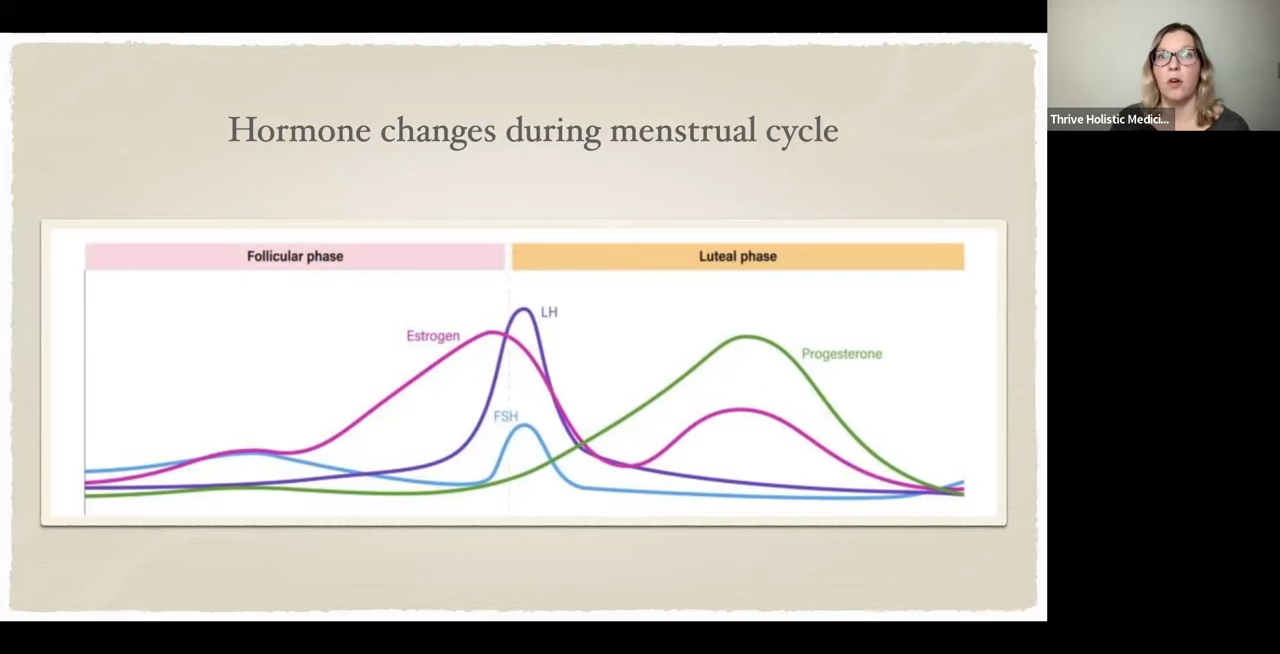 Hormone changes during menstrual cycle
Thrive Holistic Medici...
Follicular phase
Luteal phase
LH
Estrogen
Progesterone
FSH